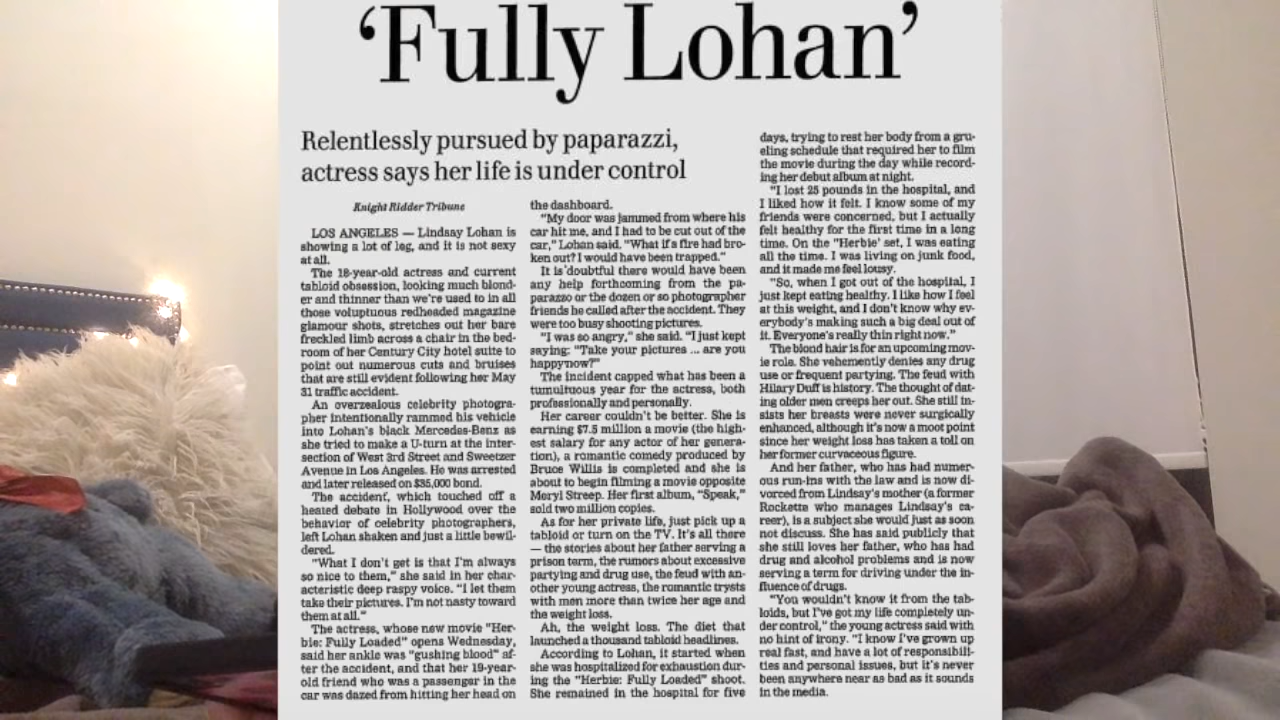 ‘Fully Lohan’
Relentlessly pursued by paparazzi,
actress says her life is under control
Knight Ridder Tribune
LOS ANGELES — Lindsay Lohan is
showing a lot of leg, and it is not sexy
at all.
The 18-year-old actress and current
tabloid obsession, looking much blond-
er and thinner than we're used to in all
those voluptuous redheaded magazine
glamour shots, stretches out her bare
freckled limb across a chair in the bed-
room of her Century City hotel suite to
point out numerous cuts and bruises
that are still evident following her May
31 traffic accident.
An overzealous celebrity photogra-
pher intentionally rammed his vehicle
into Lohan's black Mercedes-Benz as
she tried to make a U-turn at the inter-
section of West 3rd Street and Sweetzer
Avenue in Los Angeles. He was arrested
and later released on $35,000 bond.
The accident, which touched off a
heated debate in Hollywood over the
behavior of celebrity photographers,
left Lohan shaken and just a little bewil-
dered.
"What I don't get is that I'm always
so nice to them," she said in her char-
acteristic deep raspy voice. "I let them
take their pictures. I'm not nasty toward
them at all."
The actress, whose new movie "Her-
bie: Fully Loaded" opens Wednesday,
said her ankle was "gushing blood" af-
ter the accident, and that her 19-year-
old friend who was a passenger in the
car was dazed from hitting her head on
the dashboard.
"My door was jammed from where his
car hit me, and I had to be cut out of the
car," Lohan said. "What if a fire had bro-
ken out? I would have been trapped."
It is doubtful there would have been
any help forthcoming from the pa-
parazzo or the dozen or so photographer
friends he called after the accident. They
were too busy shooting pictures.
"I was so angry," she said. "I just kept
saying: "Take your pictures ... are you
happy now?"
The incident capped what has been a
tumultuous year for the actress, both
professionally and personally.
Her career couldn't be better. She is
earning $7.5 million a movie (the high-
est salary for any actor of her genera-
tion), a romantic comedy produced by
Bruce Willis is completed and she is
about to begin filming a movie opposite
Meryl Streep. Her first album, "Speak,"
sold two million copies.
As for her private life, just pick up a
tabloid or turn on the TV. It's all there
— the stories about her father serving a
prison term, the rumors about excessive
partying and drug use, the feud with an-
other young actress, the romantic trysts
with men more than twice her age and
the weight loss.
Ah, the weight loss. The diet that
launched a thousand tabloid headlines.
According to Lohan, it started when
she was hospitalized for exhaustion dur-
ing the "Herbie: Fully Loaded" shoot.
She remained in the hospital for five
days, trying to rest her body from a gru-
eling schedule that required her to film
the movie during the day while record-
ing her debut album at night.
"I lost 25 pounds in the hospital, and
I liked how it felt. I know some of my
friends were concerned, but I actually
felt healthy for the first time in a long
time. On the "Herbie' set, I was eating
all the time. I was living on junk food,
and it made me feel lousy.
"So, when I got out of the hospital, I
just kept eating healthy. I like how I feel
at this weight, and I don't know why ev-
erybody's making such a big deal out of
it. Everyone's really thin right now."
The blond hair is for an upcoming mov-
ie role. She vehemently denies any drug
use or frequent partying. The feud with
Hilary Duff is history. The thought of dat-
ing older men creeps her out. She still in-
sists her breasts were never surgically
enhanced, although it's now a moot point
since her weight loss has taken a toll on
her former curvaceous figure.
And her father, who has had numer-
ous run-ins with the law and is now di-
vorced from Lindsay's mother (a former
Rockette who manages Lindsay's ca-
reer), is a subject she would just as soon
not discuss. She has said publicly that
she still loves her father, who has had
drug and alcohol problems and is now
serving a term for driving under the in-
fluence of drugs.
"You wouldn't know it from the tab-
loids, but I've got my life completely un-
der control," the young actress said with
no hint of irony. "I know I've grown up
real fast, and have a lot of responsibili-
ties and personal issues, but it's never
been anywhere near as bad as it sounds
in the media.